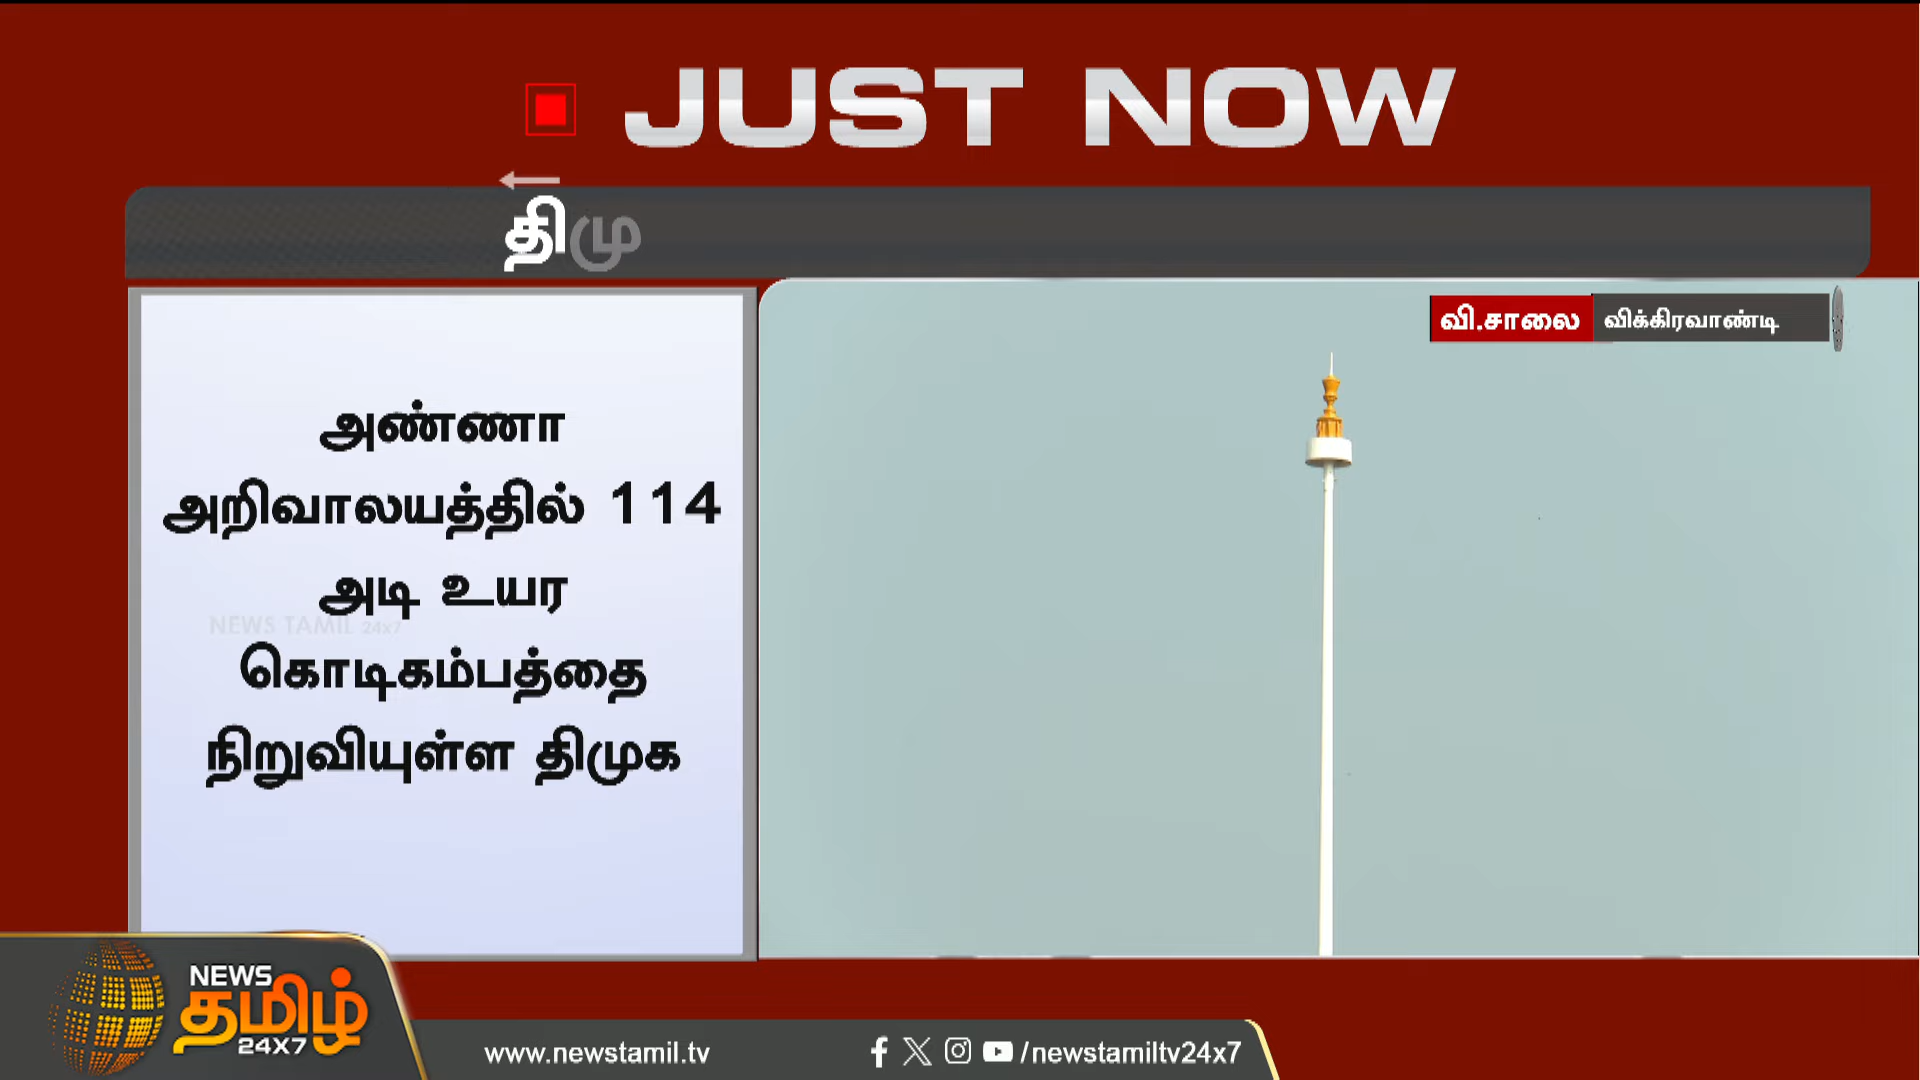 JUST NOW
திமு
வி.சாலை விக்கிரவாண்டி
அண்ணா
அறிவாலயத்தில் 114
அடி உயர
கொடிகம்பத்தை
நிறுவியுள்ள திமுக
NEWS TAMIL 24x7
NEWS
தமிழ்
24X7
www.newstamil.tv
/newstamiltv24x7